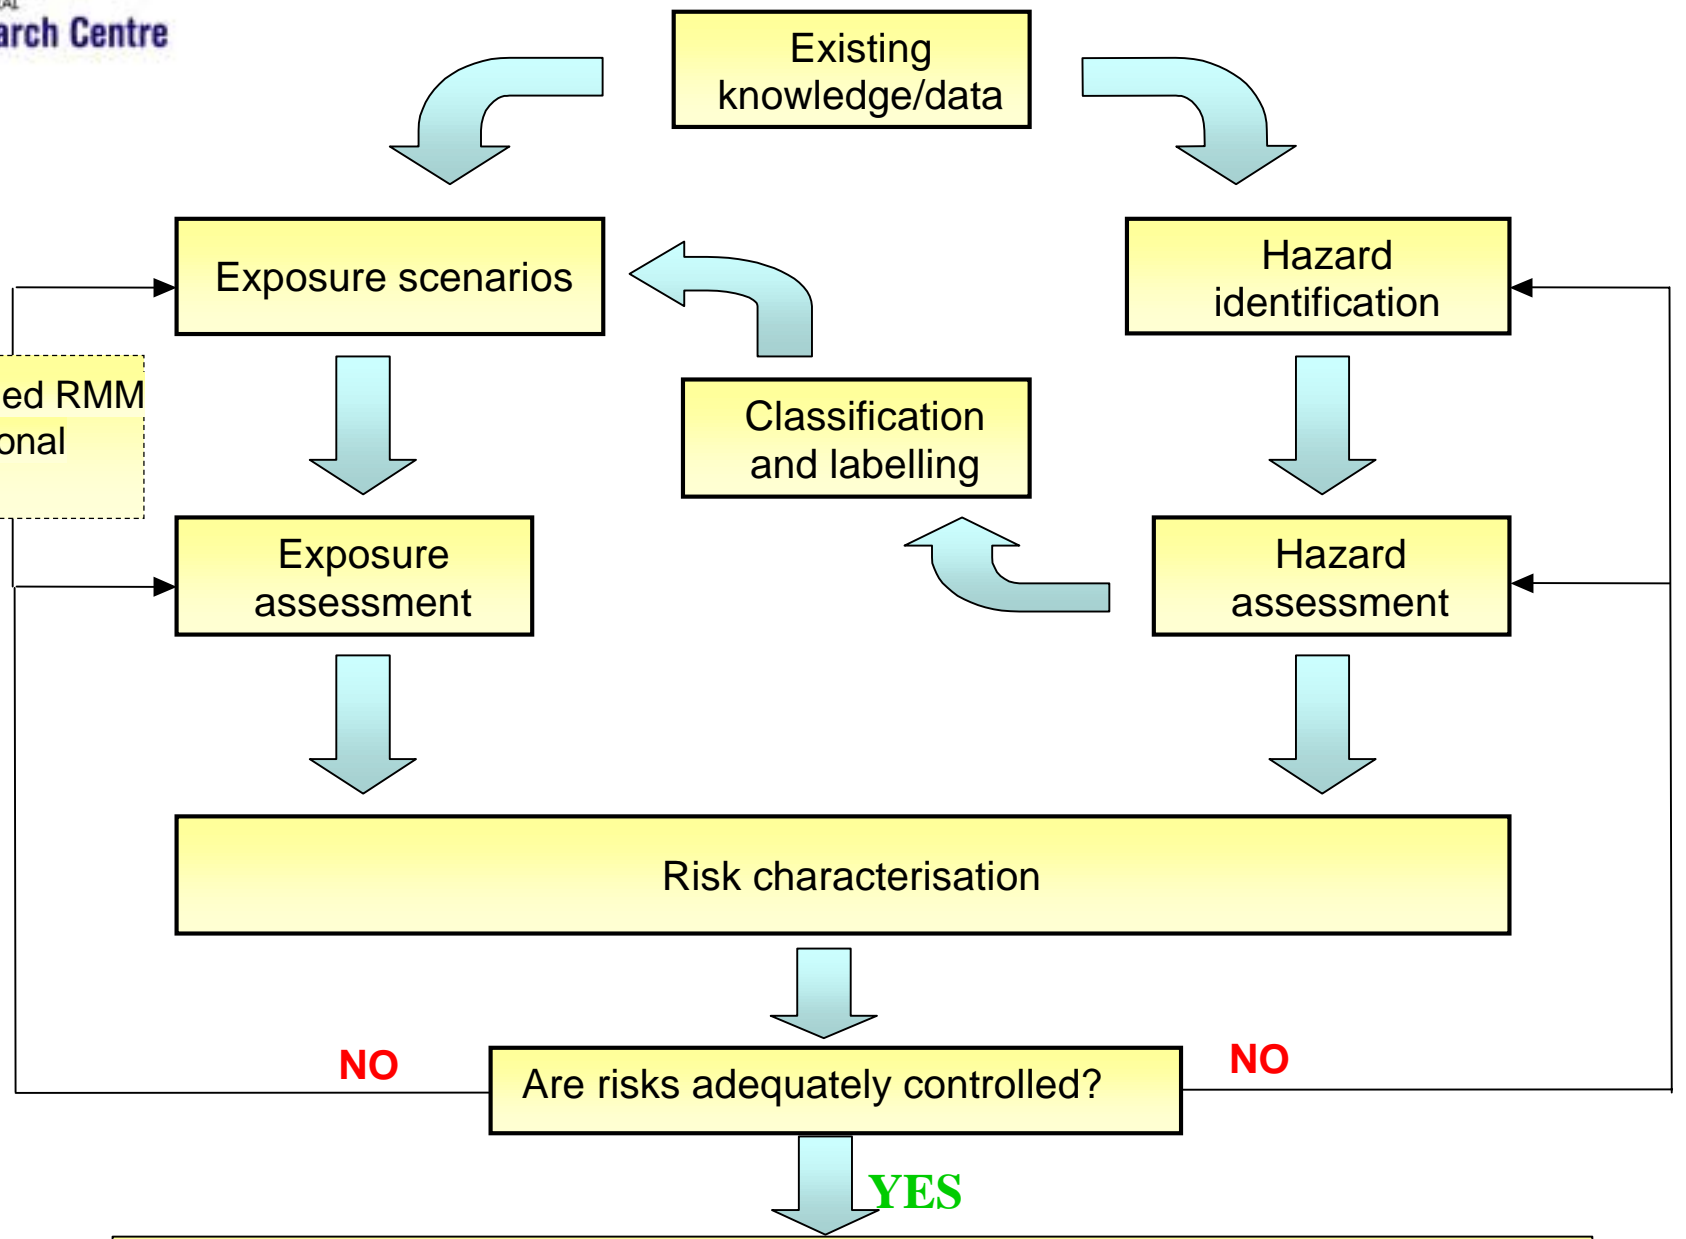 arch Centre
Existing
knowledge/data
Exposure scenarios
Hazard
identification
ed RMM
onal
Classification
and labelling
Exposure
assessment
Hazard
assessment
Risk characterisation
NO
Are risks adequately controlled?
NO
YES